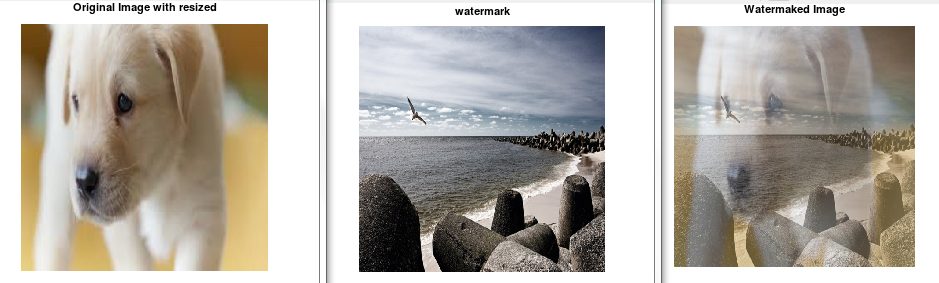 Original Image with resized
watermark
Watermaked Image